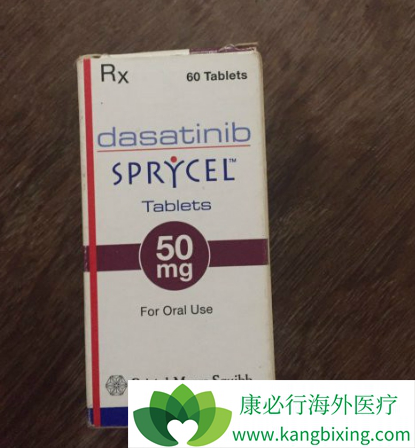 Rx
60 Tablets
dasatinib
SPRYCEL™
Tablets
50
mg
For Oral Use
康必行海外医疗
www.kangbixing.com